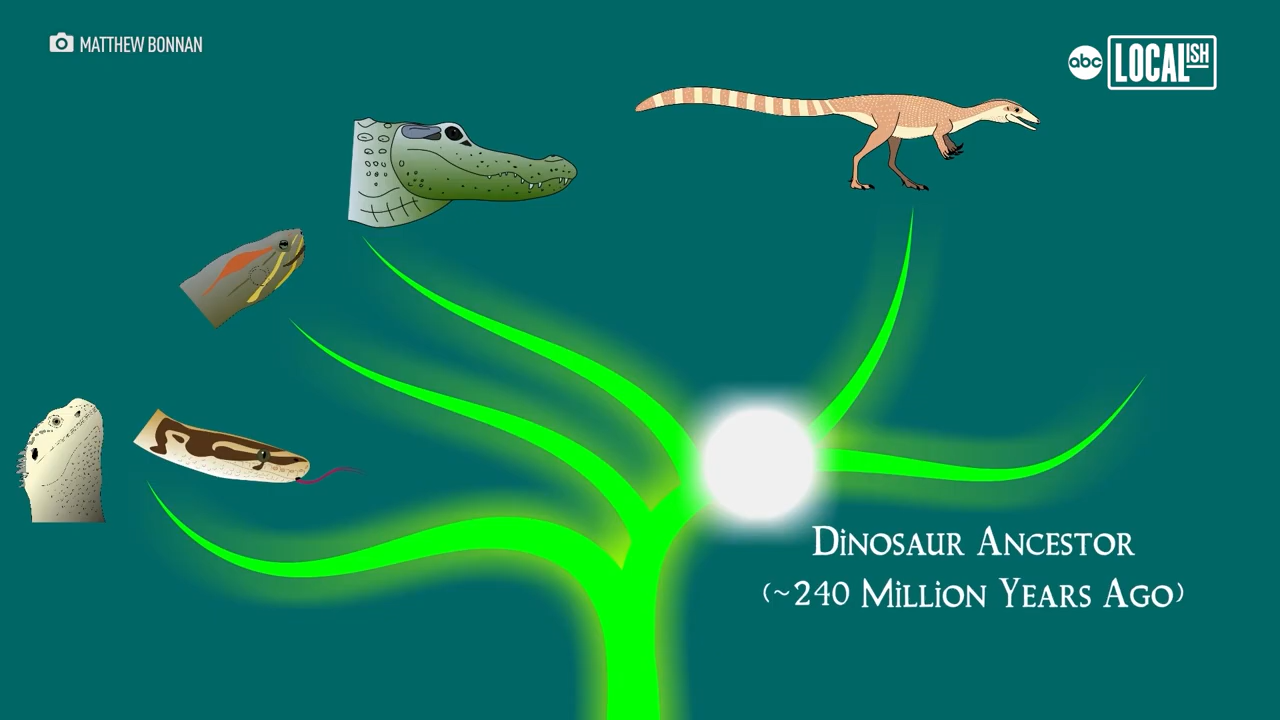 MATTHEW BONNAN
abc LOCALISH
Dinosaur Ancestor
(~240 Million Years Ago)